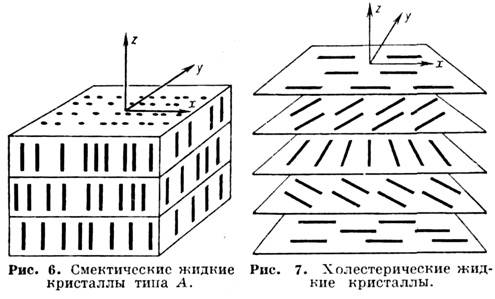 z
y
x
Рис. 6. Смектические жидкие
кристаллы типа А.
z
y
x
Рис. 7. Холестерические жид-
кие кристаллы.